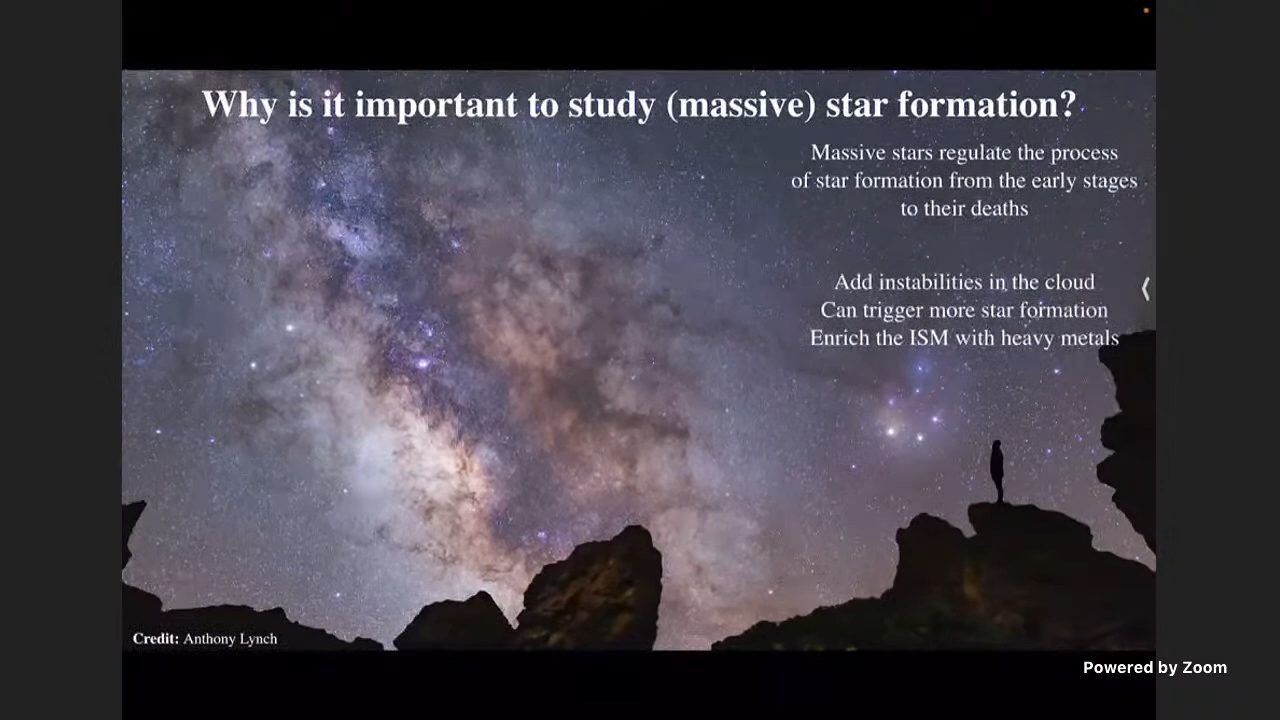 Why is it important to study (massive) star formation?
Massive stars regulate the process
of star formation from the early stages
to their deaths
Add instabilities in the cloud
Can trigger more star formation
Enrich the ISM with heavy metals
Credit: Anthony Lynch
Powered by Zoom